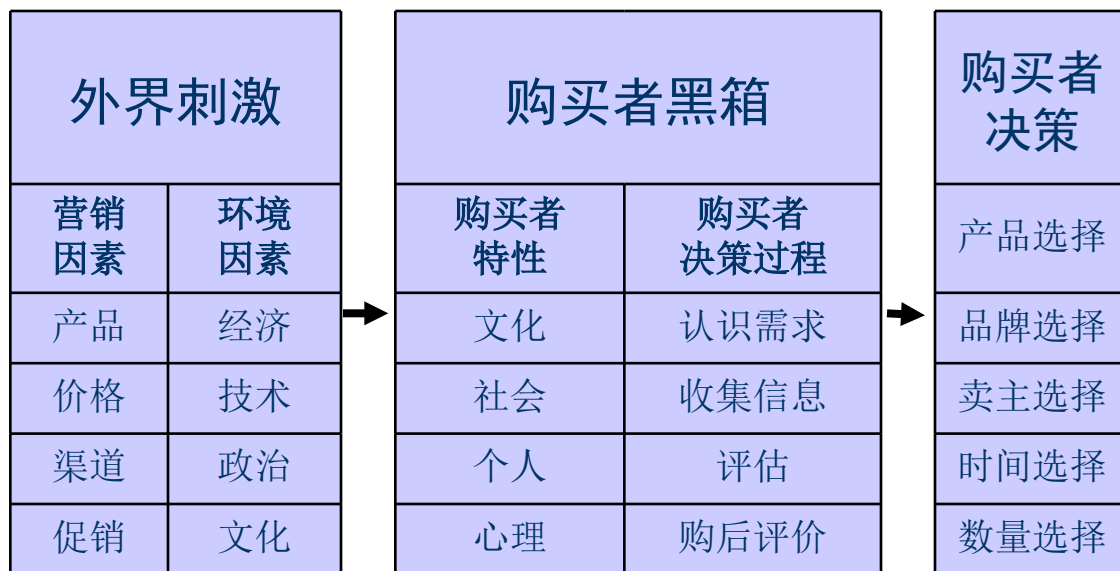 外界刺激
营销
因素
环境
因素
产品
经济
价格
技术
渠道
政治
促销
文化
购买者黑箱
购买者
特性
购买者
决策过程
文化
认识需求
社会
收集信息
个人
评估
心理
购后评价
购买者
决策
产品选择
品牌选择
卖主选择
时间选择
数量选择